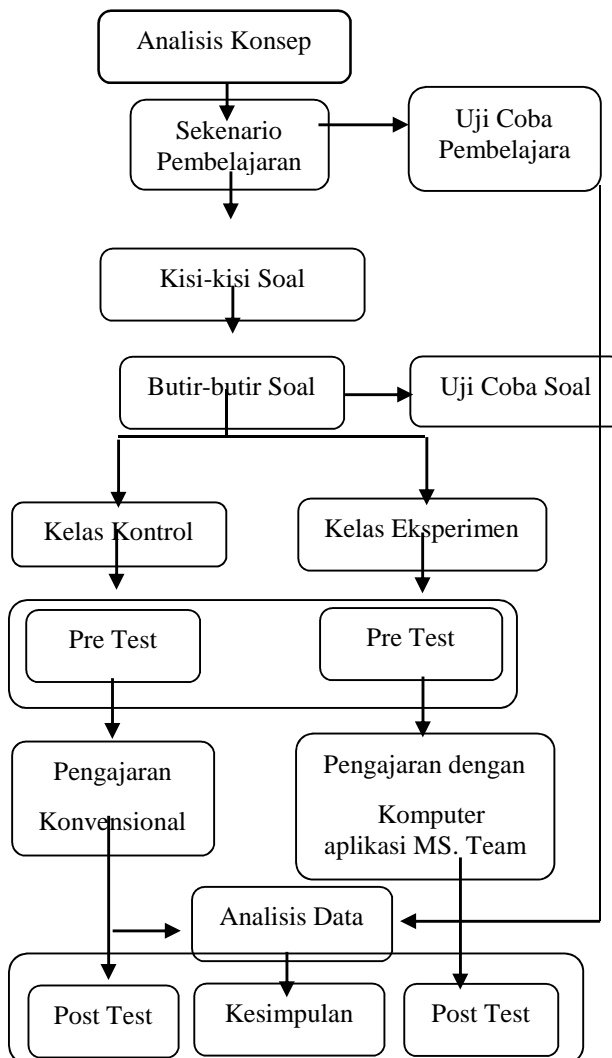 Analisis Konsep
Sekenario
Pembelajaran
Uji Coba
Pembelajara
Kisi-kisi Soal
Butir-butir Soal
Uji Coba Soal
Kelas Kontrol
Kelas Eksperimen
Pre Test
Pre Test
Pengajaran
Konvensional
Pengajaran dengan
Komputer
aplikasi MS. Team
Analisis Data
Post Test
Kesimpulan
Post Test